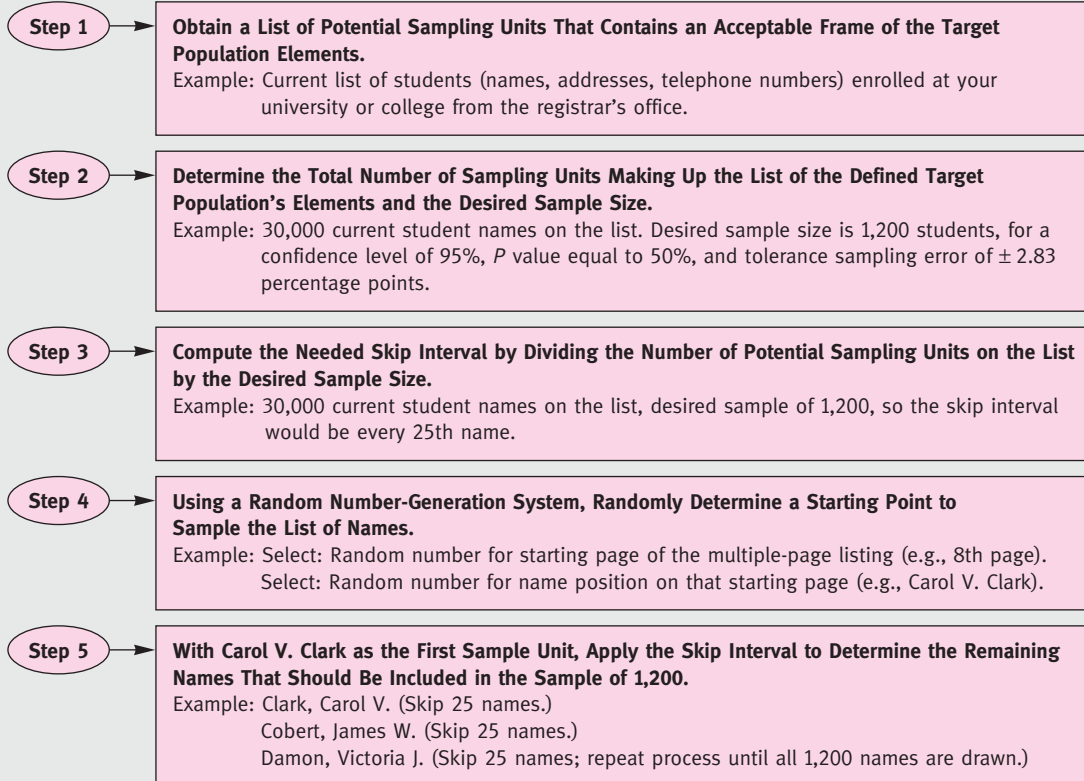 Step 1
Obtain a List of Potential Sampling Units That Contains an Acceptable Frame of the Target
Population Elements.
Example: Current list of students (names, addresses, telephone numbers) enrolled at your
university or college from the registrar's office.
Step 2
Determine the Total Number of Sampling Units Making Up the List of the Defined Target
Population's Elements and the Desired Sample Size.
Example: 30,000 current student names on the list. Desired sample size is 1,200 students, for a
confidence level of 95%, P value equal to 50%, and tolerance sampling error of ± 2.83
percentage points.
Step 3
Compute the Needed Skip Interval by Dividing the Number of Potential Sampling Units on the List
by the Desired Sample Size.
Example: 30,000 current student names on the list, desired sample of 1,200, so the skip interval
would be every 25th name.
Step 4
Using a Random Number-Generation System, Randomly Determine a Starting Point to
Sample the List of Names.
Example: Select: Random number for starting page of the multiple-page listing (e.g., 8th page).
Select: Random number for name position on that starting page (e.g., Carol V. Clark).
Step 5
With Carol V. Clark as the First Sample Unit, Apply the Skip Interval to Determine the Remaining
Names That Should Be Included in the Sample of 1,200.
Example: Clark, Carol V. (Skip 25 names.)
Cobert, James W. (Skip 25 names.)
Damon, Victoria J. (Skip 25 names; repeat process until all 1,200 names are drawn.)